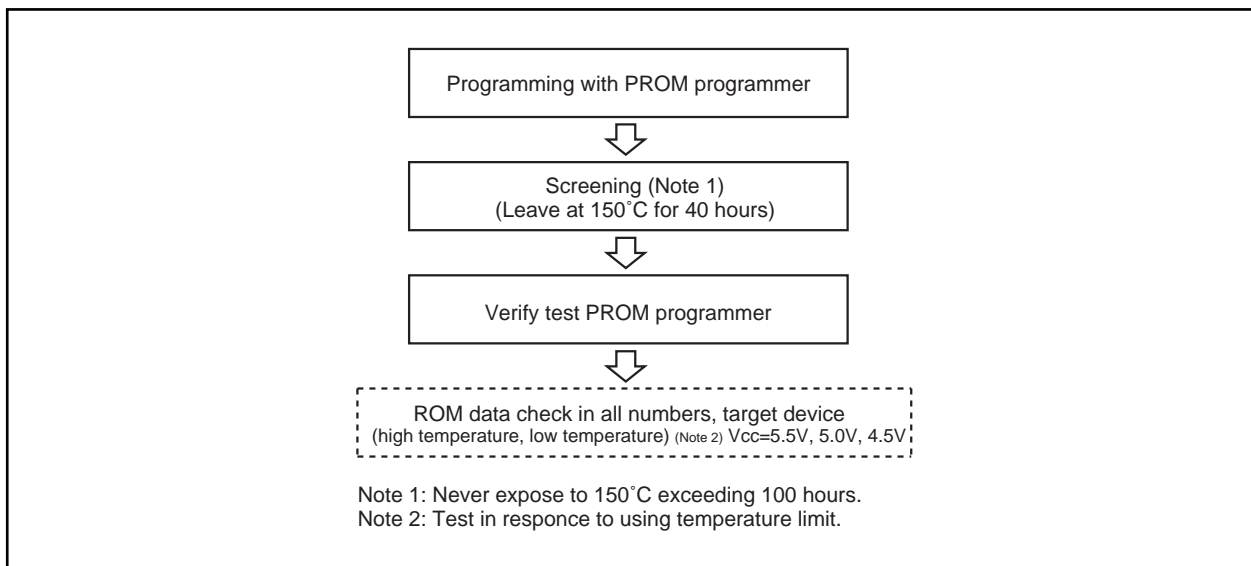 Programming with PROM programmer
Screening (Note 1)
(Leave at 150˚C for 40 hours)
Verify test PROM programmer
ROM data check in all numbers, target device
(high temperature, low temperature) (Note 2) Vcc=5.5V, 5.0V, 4.5V
Note 1: Never expose to 150˚C exceeding 100 hours.
Note 2: Test in responce to using temperature limit.